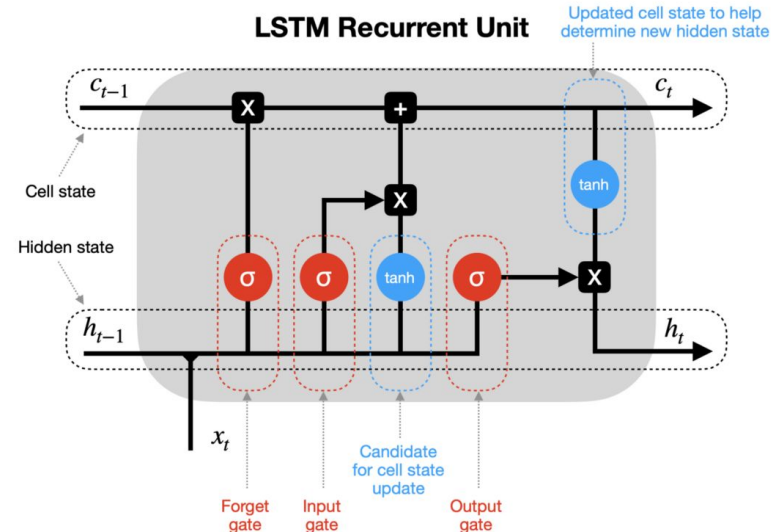 LSTM Recurrent Unit
Updated cell state to help
determine new hidden state
c_{t-1}
X
+
c_t
Cell state
X
tanh
Hidden state
σ
σ
tanh
σ
X
h_{t-1}
h_t
x_t
Candidate
for cell state
update
Forget
gate
Input
gate
Output
gate